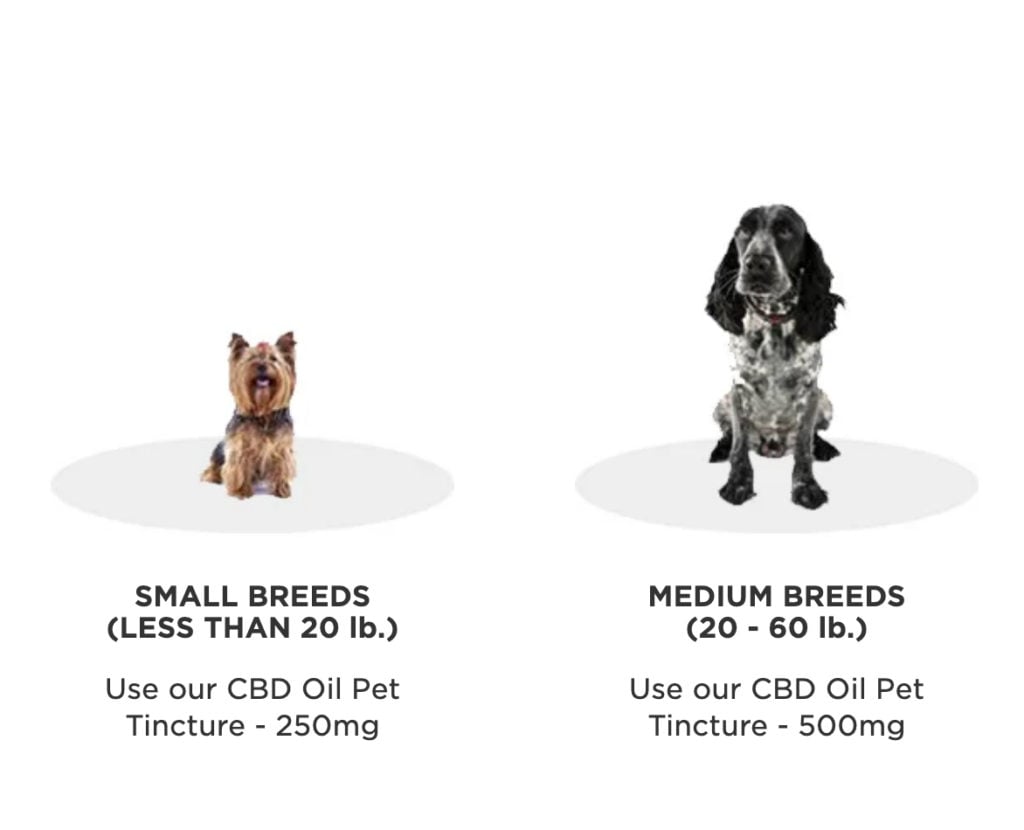 SMALL BREEDS
(LESS THAN 20 lb.)
Use our CBD Oil Pet
Tincture - 250mg
MEDIUM BREEDS
(20 - 60 lb.)
Use our CBD Oil Pet
Tincture - 500mg